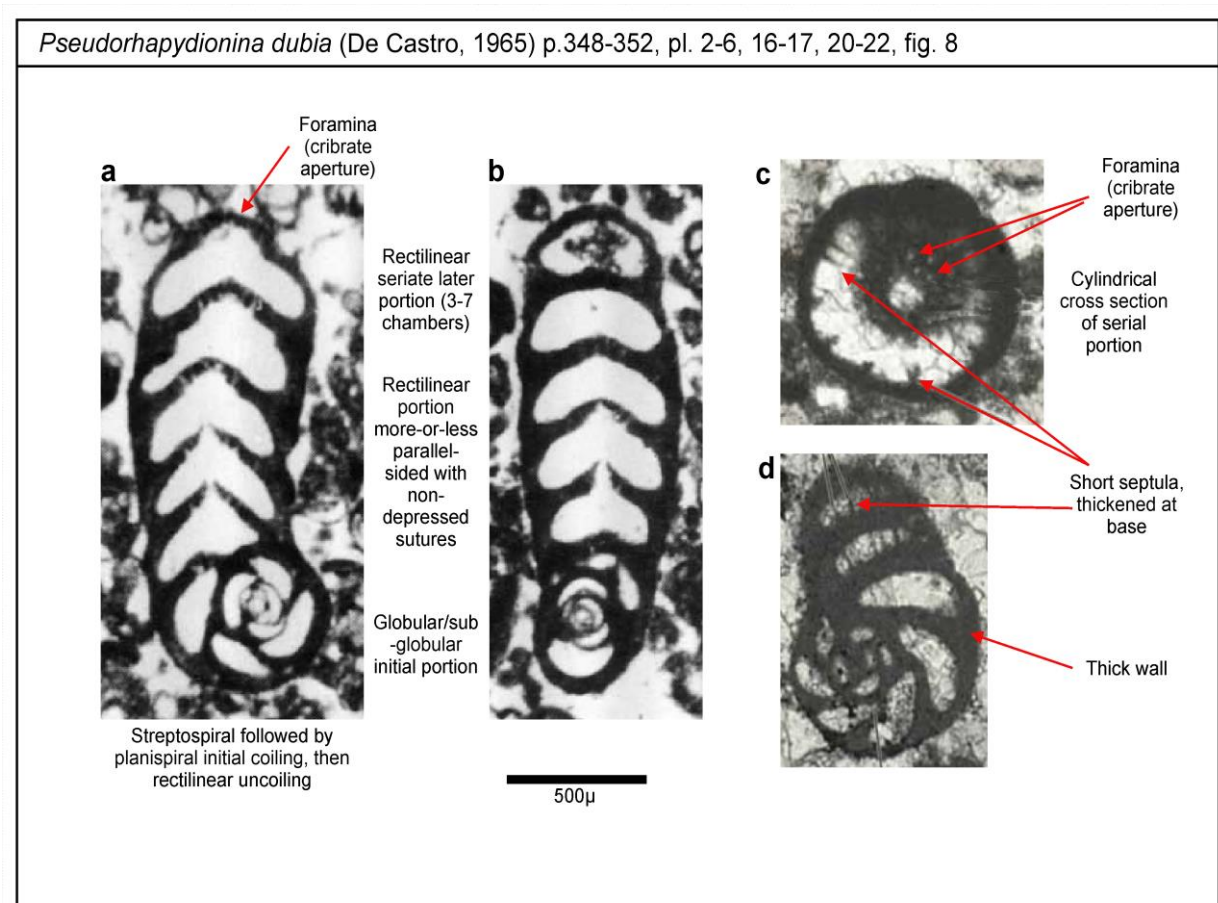 Pseudorhapydionina dubia (De Castro, 1965) p.348-352, pl. 2-6, 16-17, 20-22, fig. 8
Foramina
(cribrate
aperture)
a
b
Rectilinear
seriate later
portion (3-7
chambers)
Rectilinear
portion
more-or-less
parallel-
sided with
non-
depressed
sutures
Globular/sub
-globular
initial portion
Streptospiral followed by
planispiral initial coiling, then
rectilinear uncoiling
500µ
c
Foramina
(cribrate
aperture)
Cylindrical
cross section
of serial
portion
d
Short septula,
thickened at
base
Thick wall